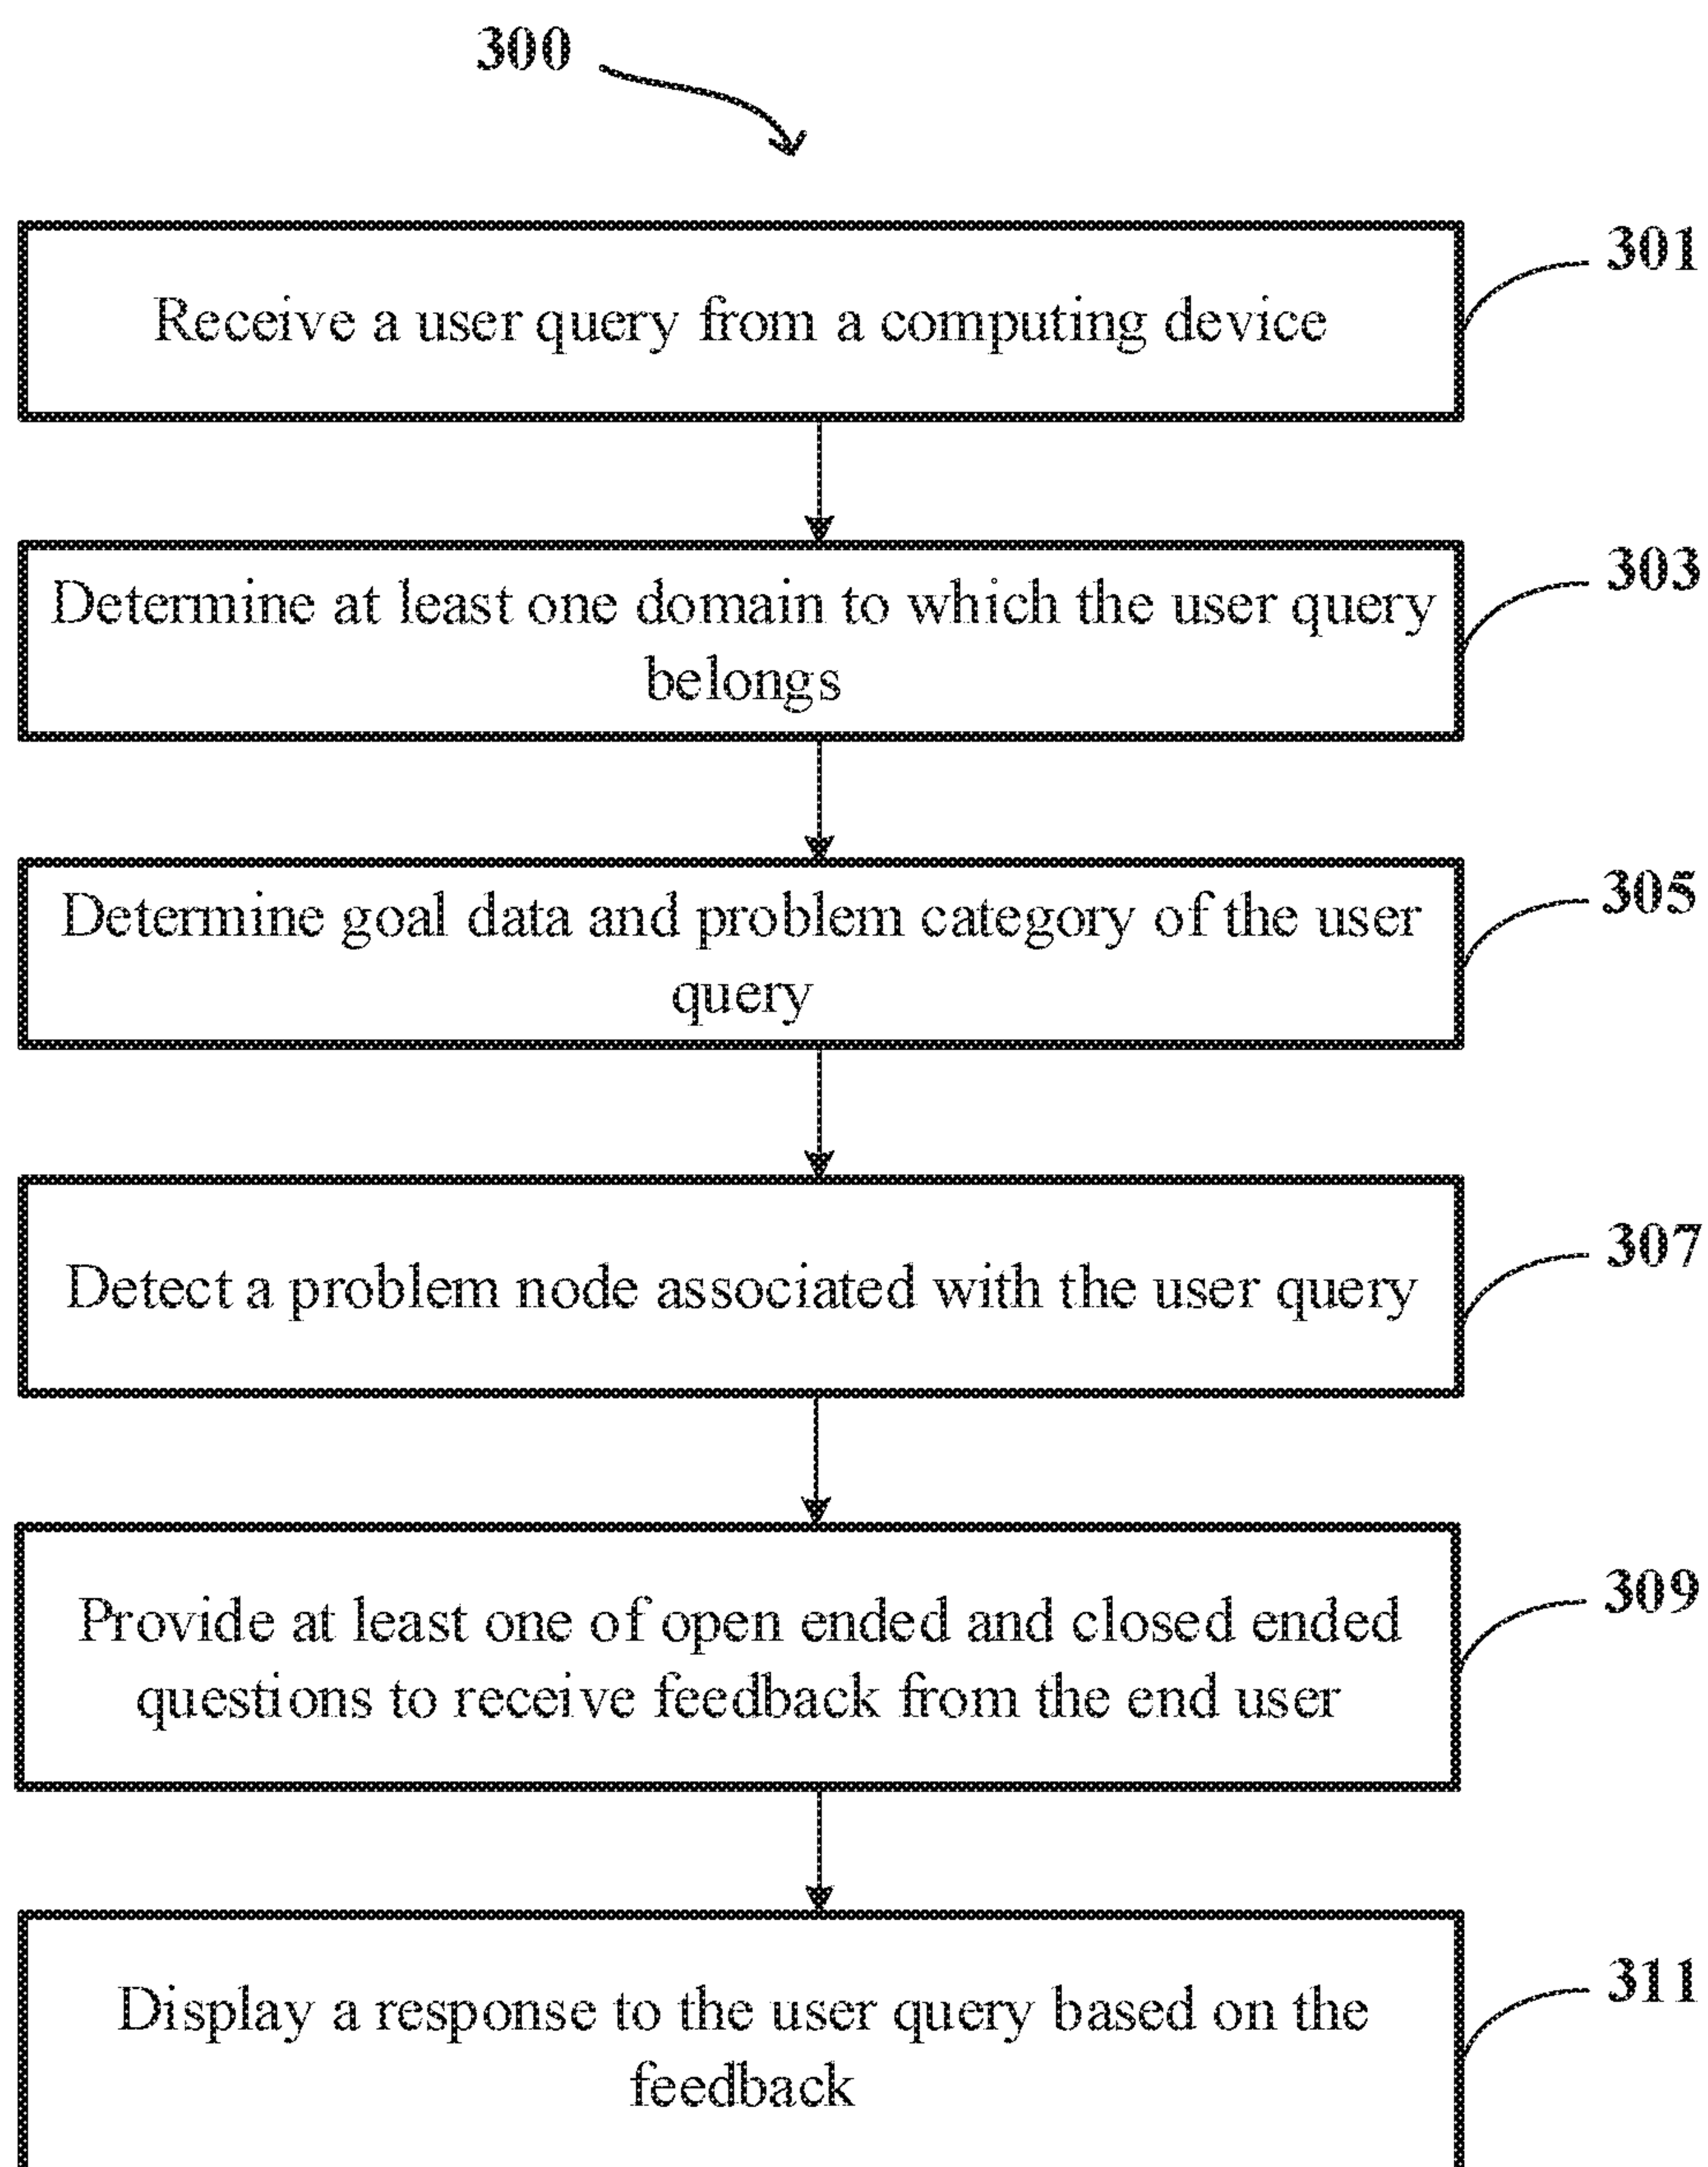 300
301
Receive a user query from a computing device
303
Determine at least one domain to which the user query
belongs
305
Determine goal data and problem category of the user
query
307
Detect a problem node associated with the user query
309
Provide at least one of open ended and closed ended
questions to receive feedback from the end user
311
Display a response to the user query based on the
feedback